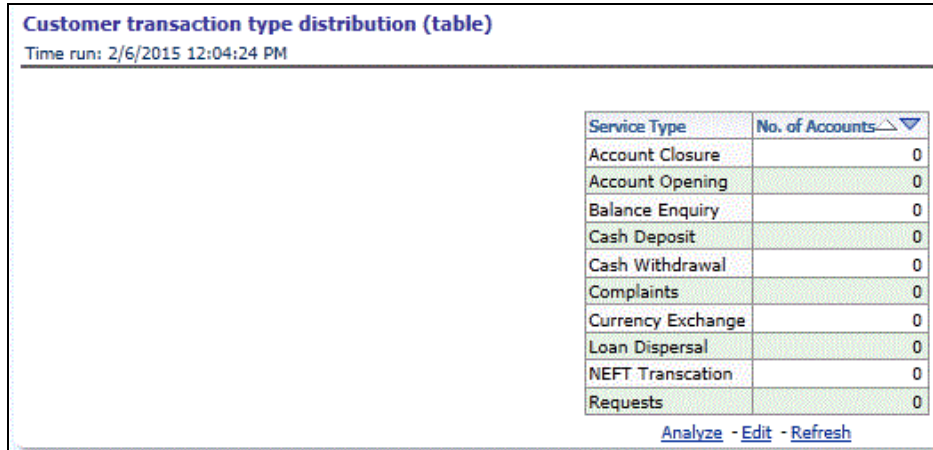 Customer transaction type distribution (table)
Time run: 2/6/2015 12:04:24 PM
Service Type No. of Accounts
Account Closure 0
Account Opening 0
Balance Enquiry 0
Cash Deposit 0
Cash Withdrawal 0
Complaints 0
Currency Exchange 0
Loan Dispersal 0
NEFT Transcation 0
Requests 0
Analyze - Edit - Refresh